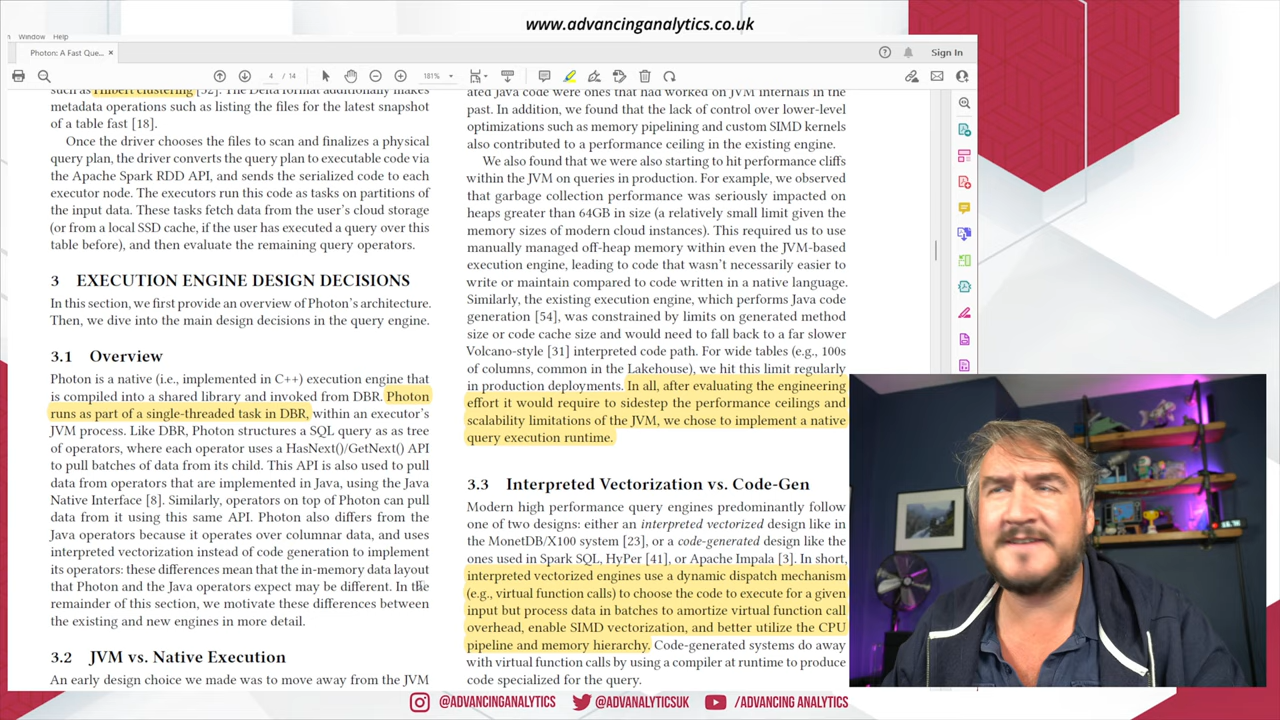 www.advancinganalytics.co.uk
Window Help
Photon: A Fast Que... ×
Sign In
4 / 14
181%
such as Hilbert clustering [52]. The Delta format additionally makes
metadata operations such as listing the files for the latest snapshot
of a table fast [18].
Once the driver chooses the files to scan and finalizes a physical
query plan, the driver converts the query plan to executable code via
the Apache Spark RDD API, and sends the serialized code to each
executor node. The executors run this code as tasks on partitions of
the input data. These tasks fetch data from the user's cloud storage
(or from a local SSD cache, if the user has executed a query over this
table before), and then evaluate the remaining query operators.
3 EXECUTION ENGINE DESIGN DECISIONS
In this section, we first provide an overview of Photon's architecture.
Then, we dive into the main design decisions in the query engine.
3.1 Overview
Photon is a native (i.e., implemented in C++) execution engine that
is compiled into a shared library and invoked from DBR. Photon
runs as part of a single-threaded task in DBR, within an executor's
JVM process. Like DBR, Photon structures a SQL query as as tree
of operators, where each operator uses a HasNext()/GetNext() API
to pull batches of data from its child. This API is also used to pull
data from operators that are implemented in Java, using the Java
Native Interface [8]. Similarly, operators on top of Photon can pull
data from it using this same API. Photon also differs from the
Java operators because it operates over columnar data, and uses
interpreted vectorization instead of code generation to implement
its operators: these differences mean that the in-memory data layout
that Photon and the Java operators expect may be different. In the
remainder of this section, we motivate these differences between
the existing and new engines in more detail.
3.2 JVM vs. Native Execution
An early design choice we made was to move away from the JVM
ated Java code were ones that had worked on JVM internals in the
past. In addition, we found that the lack of control over lower-level
optimizations such as memory pipelining and custom SIMD kernels
also contributed to a performance ceiling in the existing engine.
We also found that we were also starting to hit performance cliffs
within the JVM on queries in production. For example, we observed
that garbage collection performance was seriously impacted on
heaps greater than 64GB in size (a relatively small limit given the
memory sizes of modern cloud instances). This required us to use
manually managed off-heap memory within even the JVM-based
execution engine, leading to code that wasn't necessarily easier to
write or maintain compared to code written in a native language.
Similarly, the existing execution engine, which performs Java code
generation [54], was constrained by limits on generated method
size or code cache size and would need to fall back to a far slower
Volcano-style [31] interpreted code path. For wide tables (e.g., 100s
of columns, common in the Lakehouse), we hit this limit regularly
in production deployments. In all, after evaluating the engineering
effort it would require to sidestep the performance ceilings and
scalability limitations of the JVM, we chose to implement a native
query execution runtime.
3.3 Interpreted Vectorization vs. Code-Gen
Modern high performance query engines predominantly follow
one of two designs: either an interpreted vectorized design like in
the MonetDB/X100 system [23], or a code-generated design like the
ones used in Spark SQL, HyPer [41], or Apache Impala [3]. In short,
interpreted vectorized engines use a dynamic dispatch mechanism
(e.g., virtual function calls) to choose the code to execute for a given
input but process data in batches to amortize virtual function call
overhead, enable SIMD vectorization, and better utilize the CPU
pipeline and memory hierarchy. Code-generated systems do away
with virtual function calls by using a compiler at runtime to produce
code specialized for the query.
@ADVANCINGANALYTICS @ADVANALYTICSUK /ADVANCING ANALYTICS